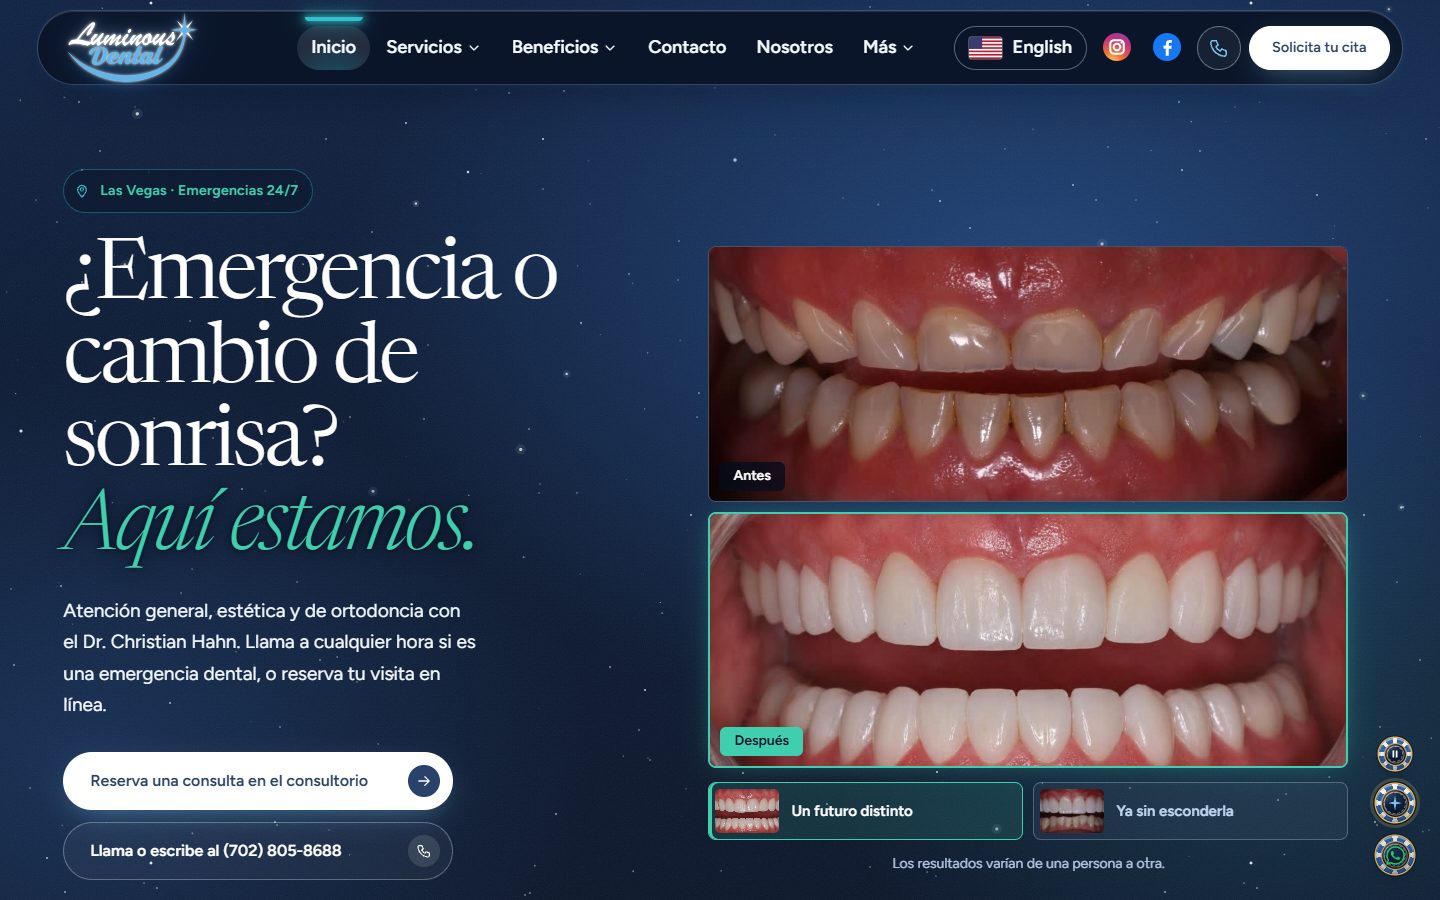 Luminous
Dental
Inicio
Servicios
Beneficios
Contacto
Nosotros
Más
English
Solicita tu cita
Las Vegas · Emergencias 24/7
¿Emergencia o
cambio de
sonrisa?
Aquí estamos.
Atención general, estética y de ortodoncia con
el Dr. Christian Hahn. Llama a cualquier hora si es
una emergencia dental, o reserva tu visita en
línea.
Reserva una consulta en el consultorio
Llama o escribe al (702) 805-8688
Antes
Después
Un futuro distinto
Ya sin esconderla
Los resultados varían de una persona a otra.